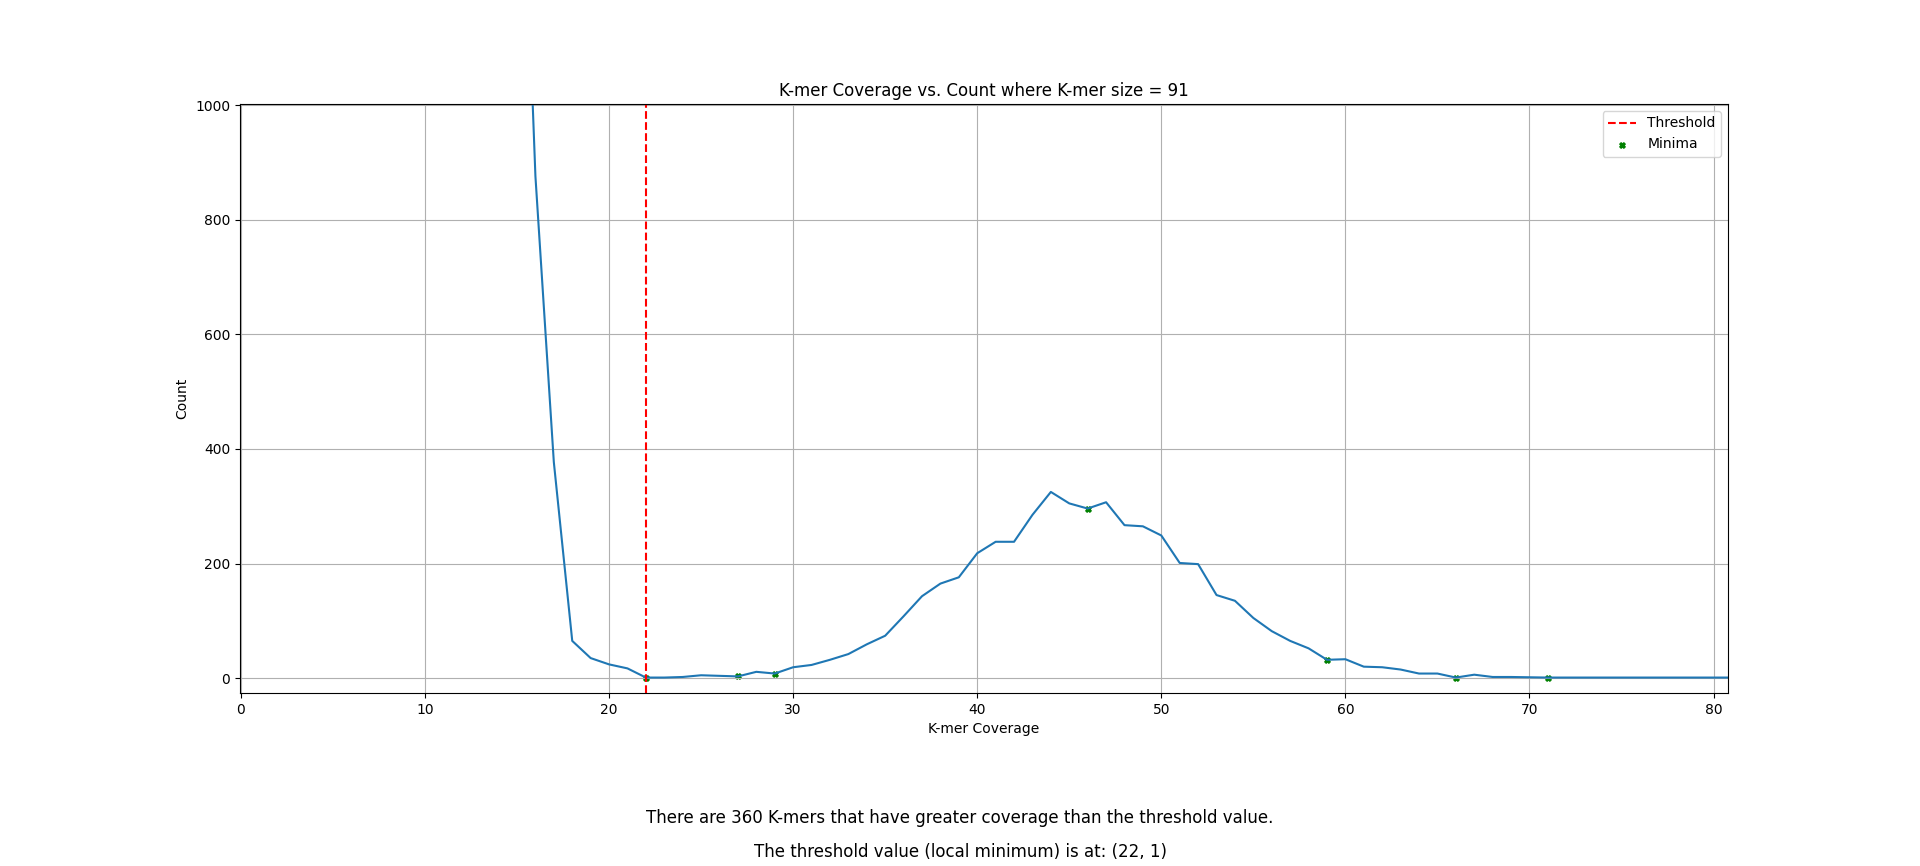 K-mer Coverage vs. Count where K-mer size = 91
1000
800
600
400
200
0
Count
Threshold
Minima
0 10 20 30 40 50 60 70 80
K-mer Coverage
There are 360 K-mers that have greater coverage than the threshold value.
The threshold value (local minimum) is at: (22, 1)